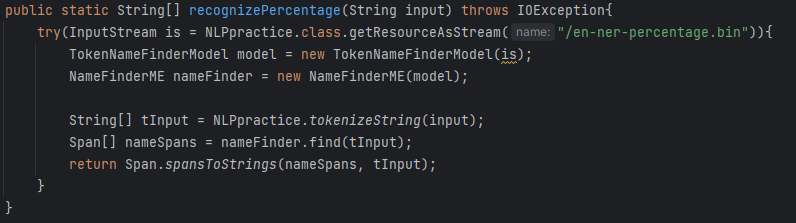 public static String[] recognizePercentage(String input) throws IOException{
    try(InputStream is = NLPpractice.class.getResourceAsStream( name: "/en-ner-percentage.bin")){
        TokenNameFinderModel model = new TokenNameFinderModel(is);
        NameFinderME nameFinder = new NameFinderME(model);

        String[] tInput = NLPpractice.tokenizeString(input);
        Span[] nameSpans = nameFinder.find(tInput);
        return Span.spansToStrings(nameSpans, tInput);
    }
}